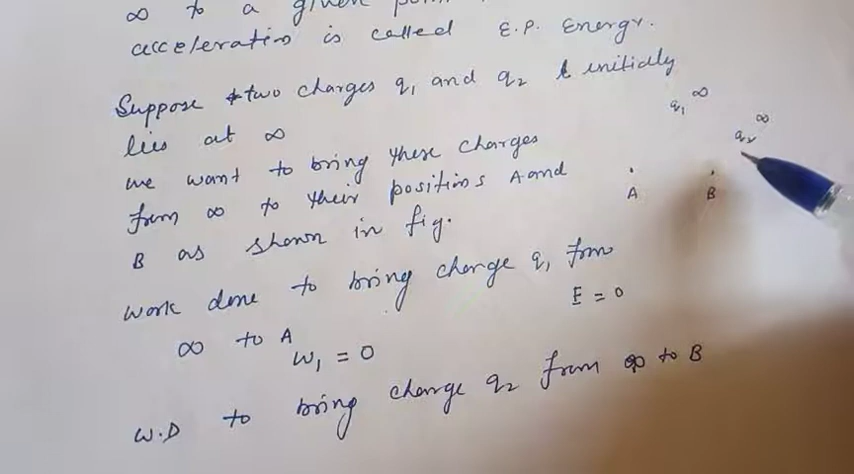 ∞ to a given
acceleration is called E.P. Energy.
Suppose two charges q₁ and q₂ initially
lies at ∞
we want to bring these charges
from ∞ to their positions A and
B as shown in fig.
q₁ ∞
q₂ ∞
A B
work done to bring charge q₁ from
∞ to A
E = 0
W₁ = 0
W.D to bring charge q₂ from ∞ to B